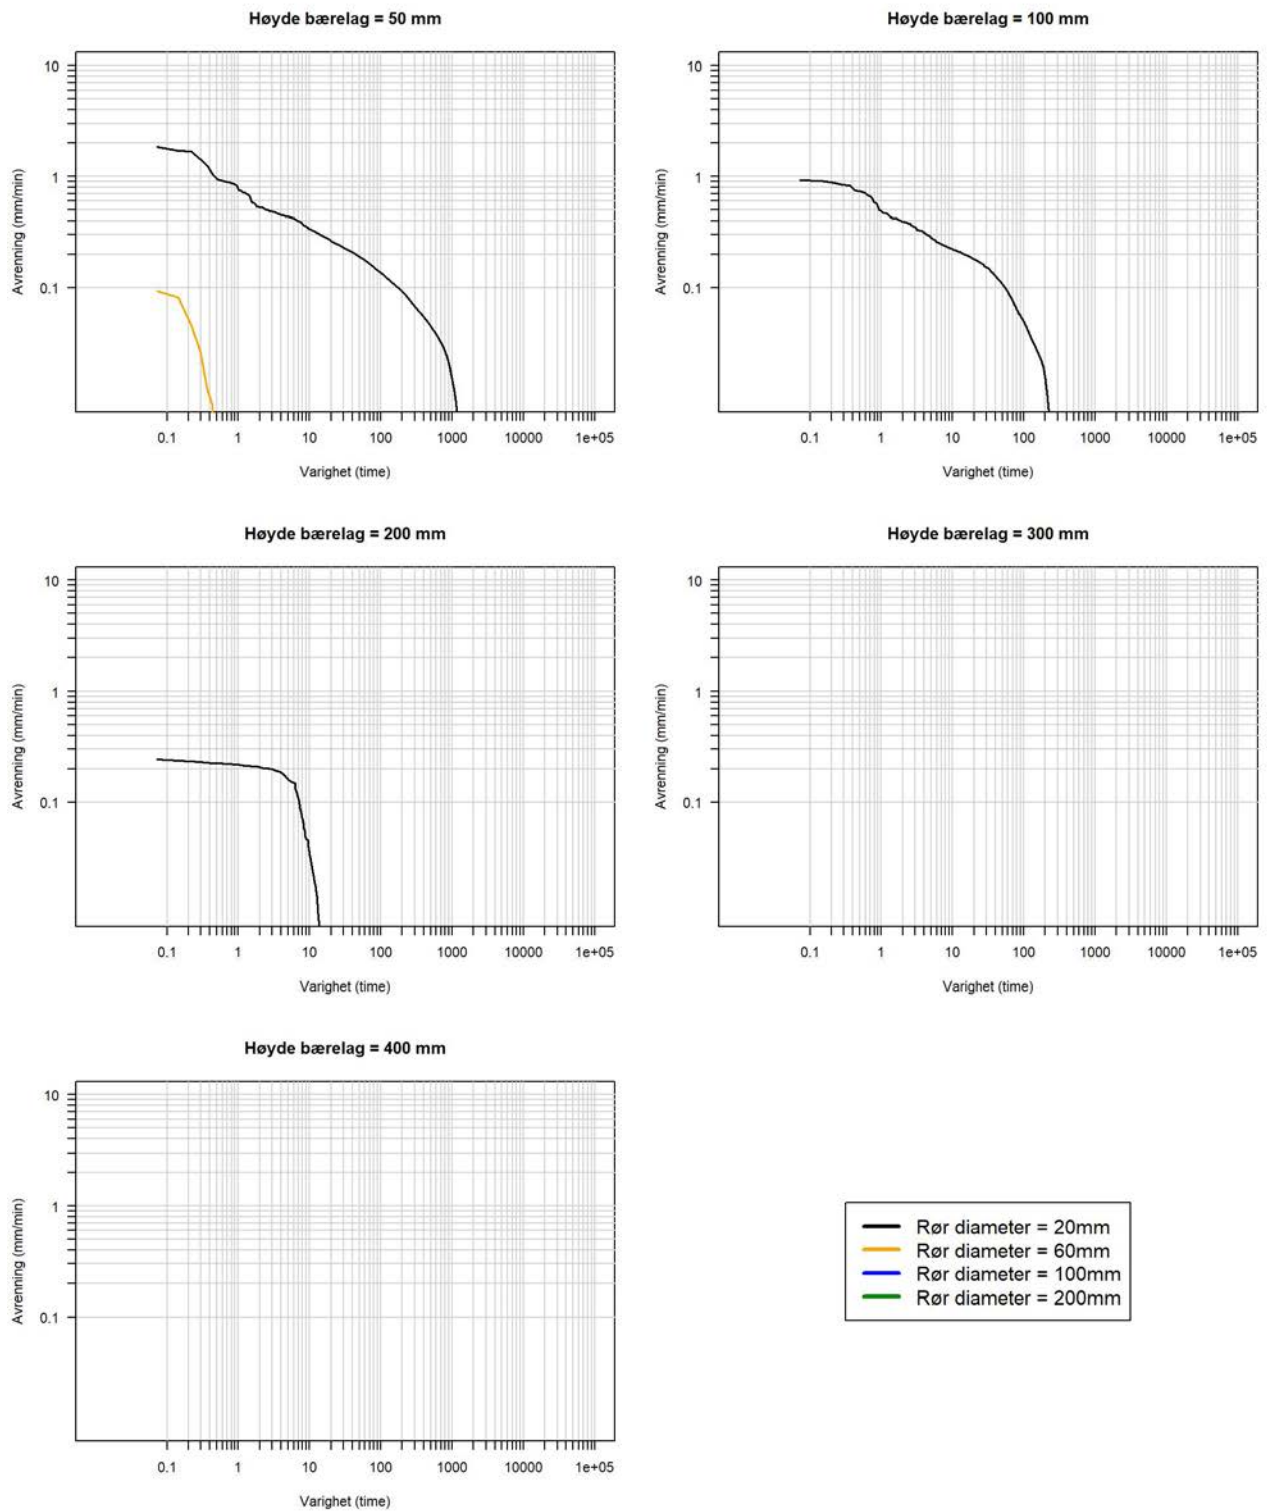 Høyde bærelag = 50 mm
10
1
0.1
Avrenning (mm/min)
0.1 1 10 100 1000 10000 1e+05
Varighet (time)
Høyde bærelag = 100 mm
10
1
0.1
Avrenning (mm/min)
0.1 1 10 100 1000 10000 1e+05
Varighet (time)
Høyde bærelag = 200 mm
10
1
0.1
Avrenning (mm/min)
0.1 1 10 100 1000 10000 1e+05
Varighet (time)
Høyde bærelag = 300 mm
10
1
0.1
Avrenning (mm/min)
0.1 1 10 100 1000 10000 1e+05
Varighet (time)
Høyde bærelag = 400 mm
10
1
0.1
Avrenning (mm/min)
0.1 1 10 100 1000 10000 1e+05
Varighet (time)
Rør diameter = 20mm
Rør diameter = 60mm
Rør diameter = 100mm
Rør diameter = 200mm